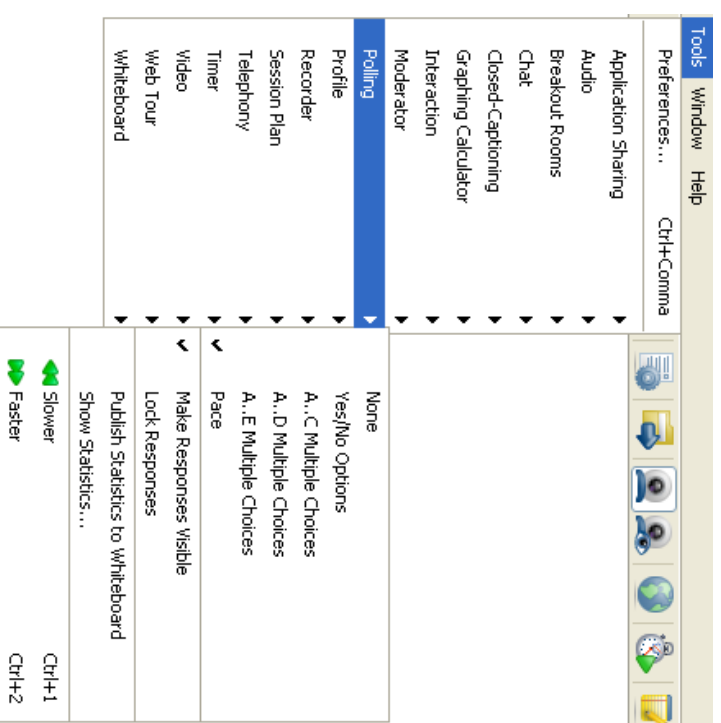 Tools Window Help
Preferences... Ctrl+Comma
Application Sharing
Audio
Breakout Rooms
Chat
Closed-Captioning
Graphing Calculator
Interaction
Moderator
Polling
Profile
Recorder
Session Plan
Telephony
Timer
Video
Web Tour
Whiteboard
None
Yes/No Options
A..C Multiple Choices
A..D Multiple Choices
A..E Multiple Choices
Pace
Make Responses Visible
Lock Responses
Publish Statistics to Whiteboard
Show Statistics...
Slower Ctrl+1
Faster Ctrl+2